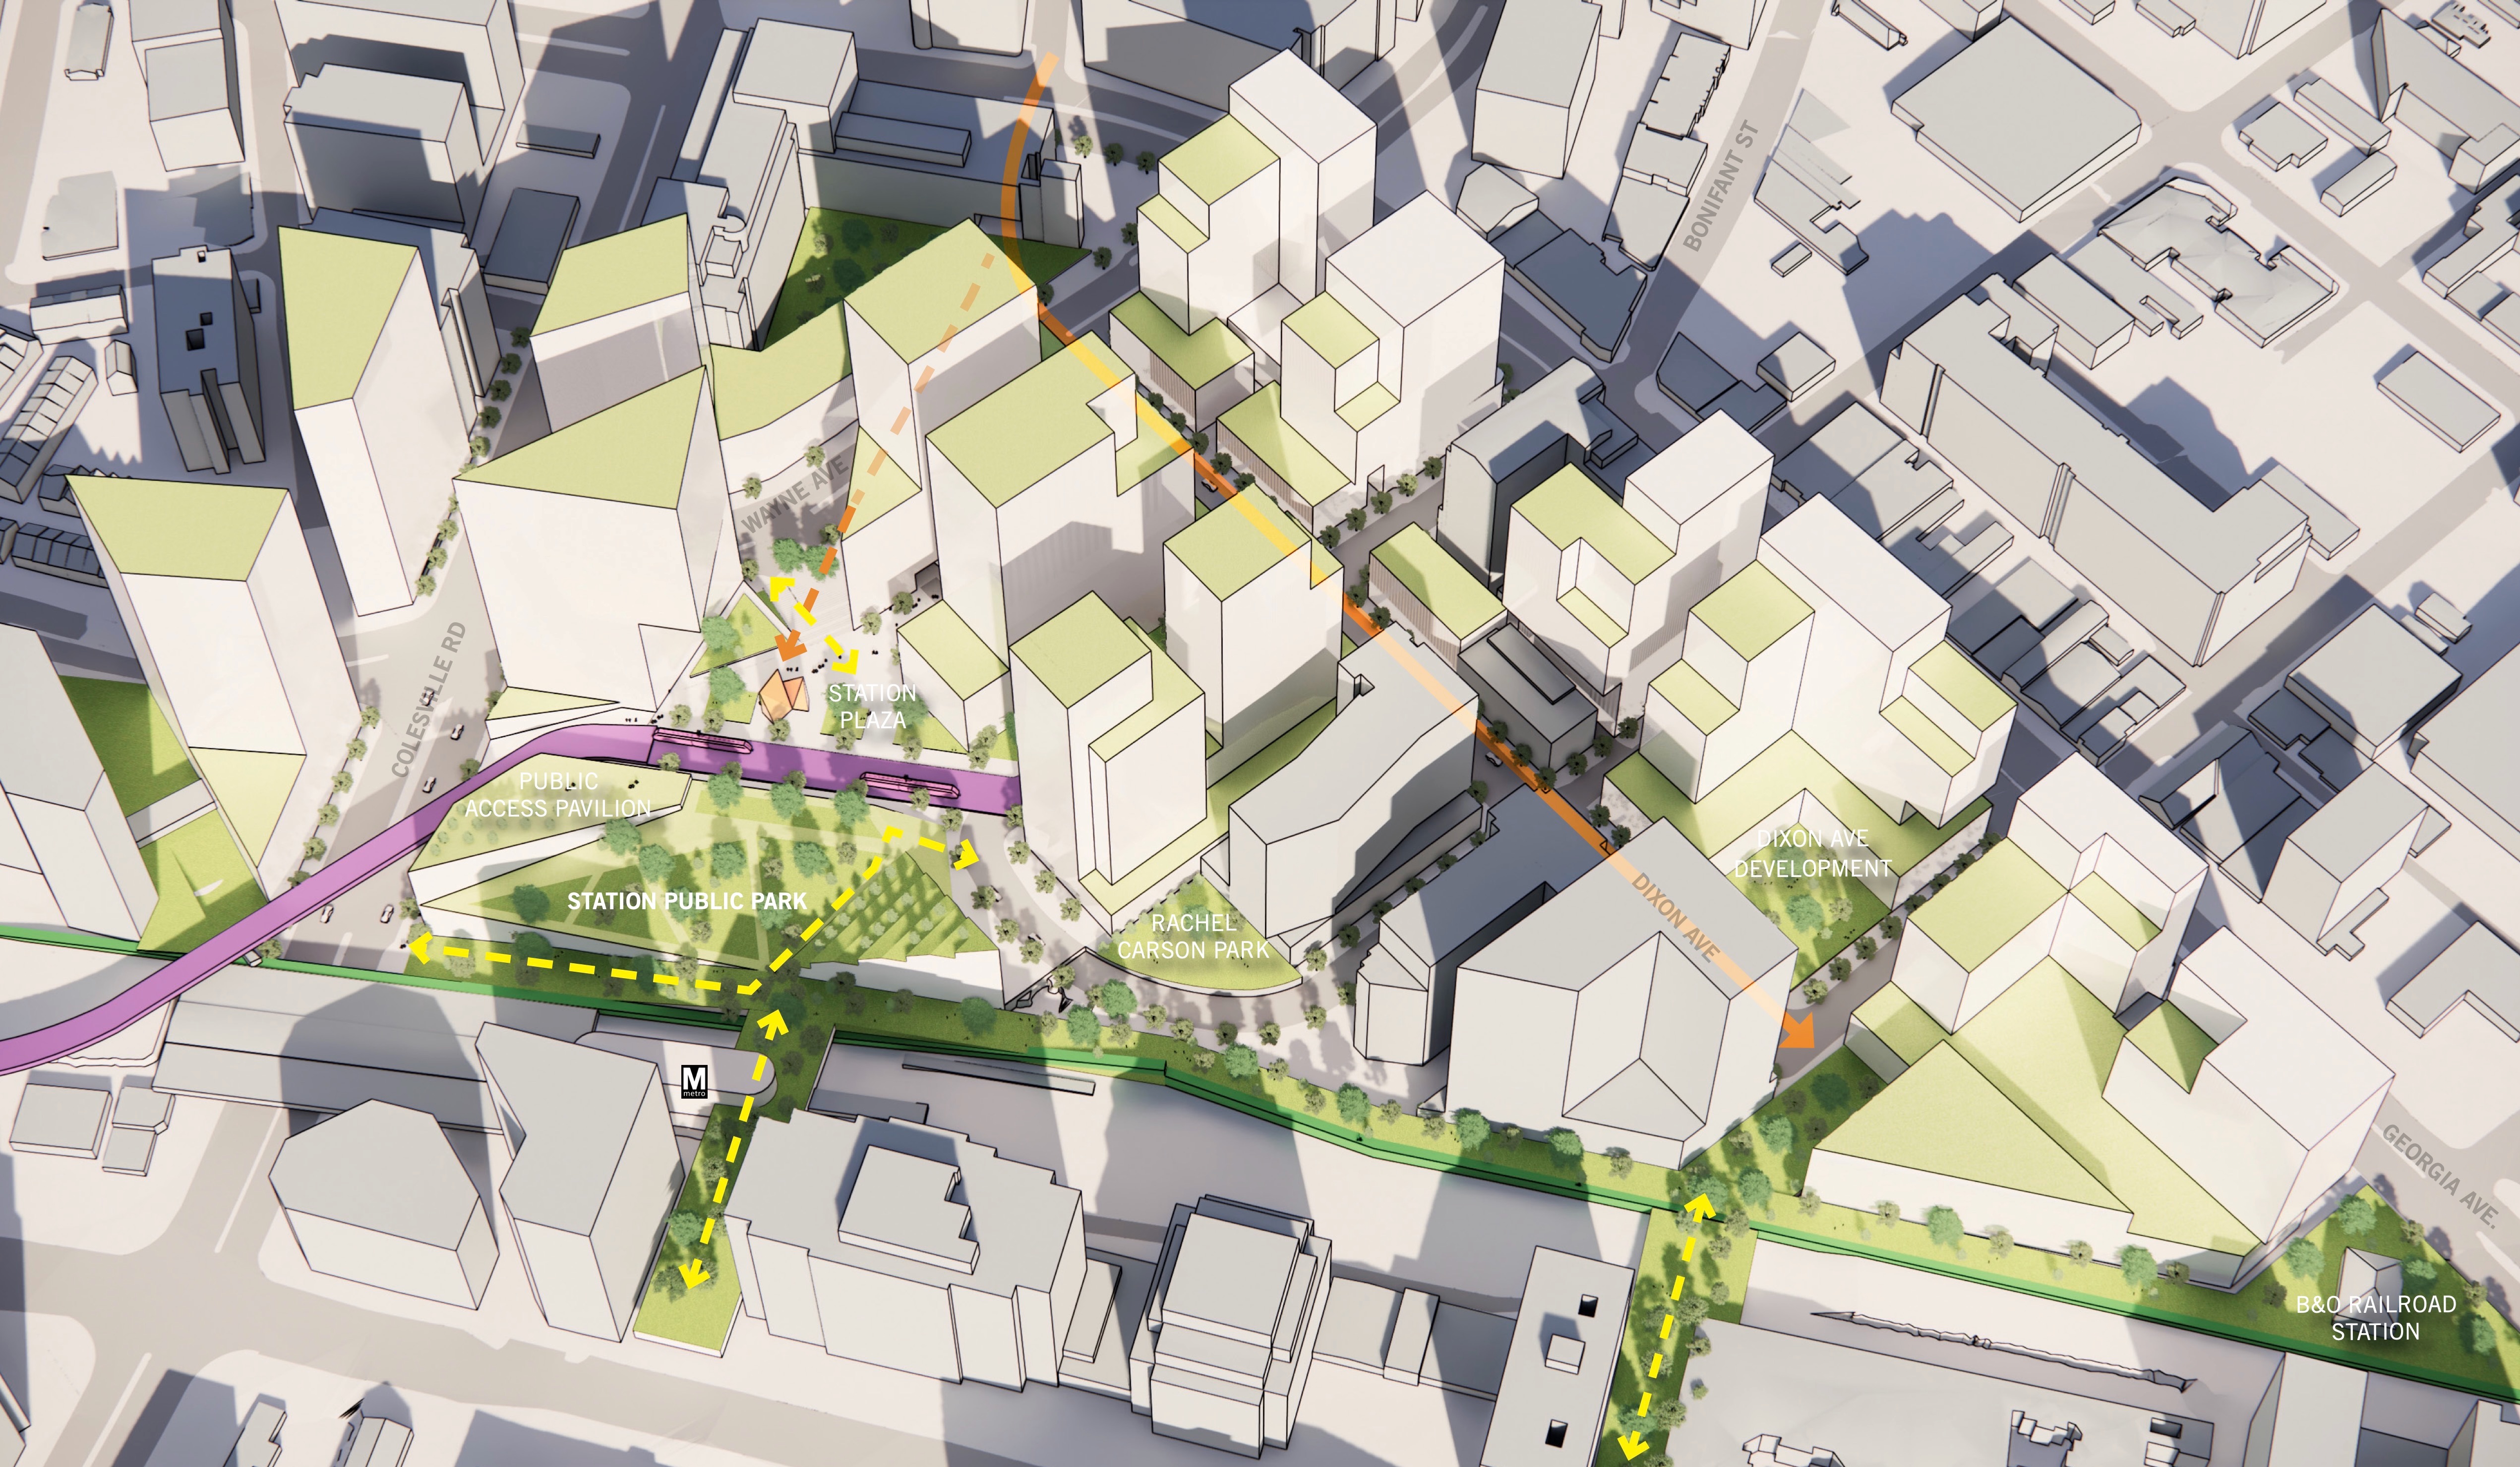 BONIFANT ST
WAYNE AVE
COLESVILLE RD
STATION
PLAZA
PUBLIC
ACCESS PAVILION
STATION PUBLIC PARK
RACHEL
CARSON PARK
DIXON AVE
DEVELOPMENT
DIXON AVE
M
metro
GEORGIA AVE.
B&O RAILROAD
STATION